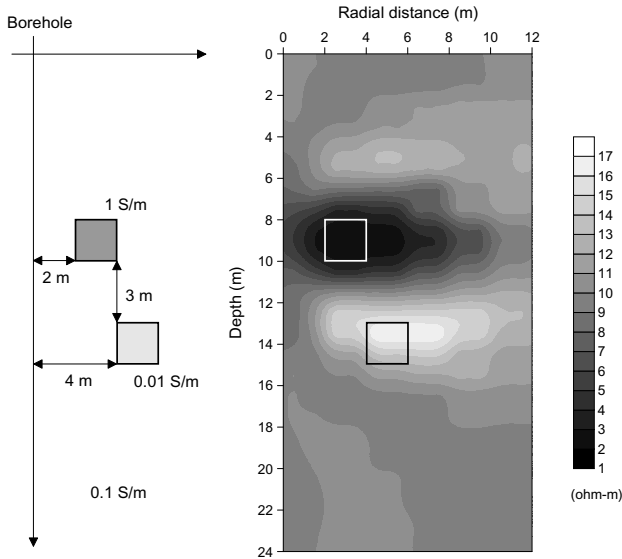 Borehole
1 S/m
2 m
3 m
4 m
0.01 S/m
0.1 S/m
Radial distance (m)
0 2 4 6 8 10 12
Depth (m)
0
2
4
6
8
10
12
14
16
18
20
22
24
17
16
15
14
13
12
11
10
9
8
7
6
5
4
3
2
1
(ohm-m)